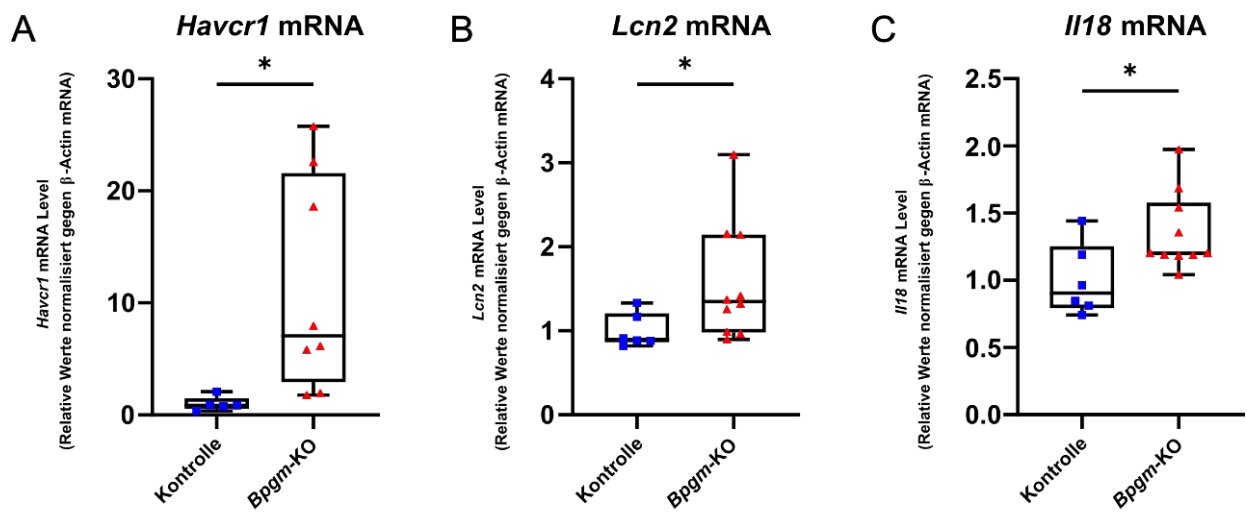 A
Havcr1 mRNA
*
Havcr1 mRNA Level
(Relative Werte normalisiert gegen β-Actin mRNA)
30
20
10
0
Kontrolle
Bpgm-KO
B
Lcn2 mRNA
*
Lcn2 mRNA Level
(Relative Werte normalisiert gegen β-Actin mRNA)
4
3
2
1
0
Kontrolle
Bpgm-KO
C
Il18 mRNA
*
Il18 mRNA Level
(Relative Werte normalisiert gegen β-Actin mRNA)
2.5
2.0
1.5
1.0
0.5
0.0
Kontrolle
Bpgm-KO